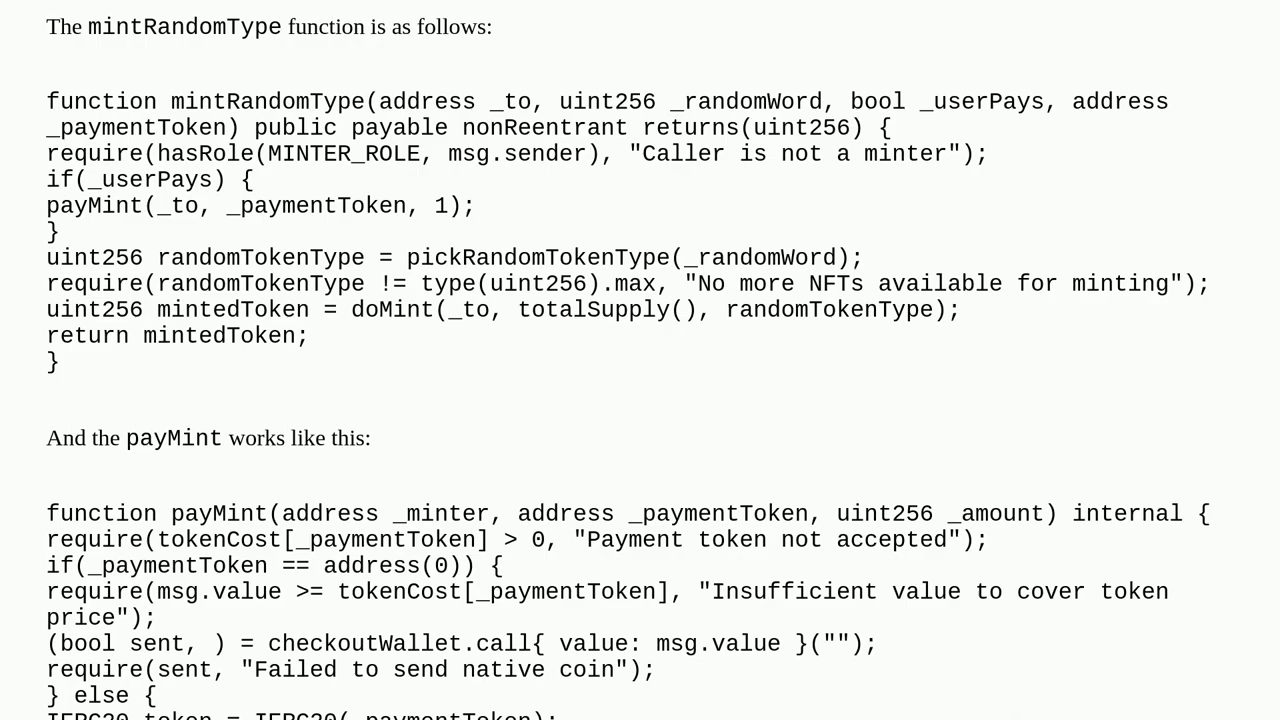 The mintRandomType function is as follows:
function mintRandomType(address _to, uint256 _randomWord, bool _userPays, address
_paymentToken) public payable nonReentrant returns(uint256) {
require(hasRole(MINTER_ROLE, msg.sender), "Caller is not a minter");
if(_userPays) {
payMint(_to, _paymentToken, 1);
}
uint256 randomTokenType = pickRandomTokenType(_randomWord);
require(randomTokenType != type(uint256).max, "No more NFTs available for minting");
uint256 mintedToken = doMint(_to, totalSupply(), randomTokenType);
return mintedToken;
}
And the payMint works like this:
function payMint(address _minter, address _paymentToken, uint256 _amount) internal {
require(tokenCost[_paymentToken] > 0, "Payment token not accepted");
if(_paymentToken == address(0)) {
require(msg.value >= tokenCost[_paymentToken], "Insufficient value to cover token
price");
(bool sent, ) = checkoutWallet.call{ value: msg.value }("");
require(sent, "Failed to send native coin");
} else {
IERC20 token = IERC20(_paymentToken);